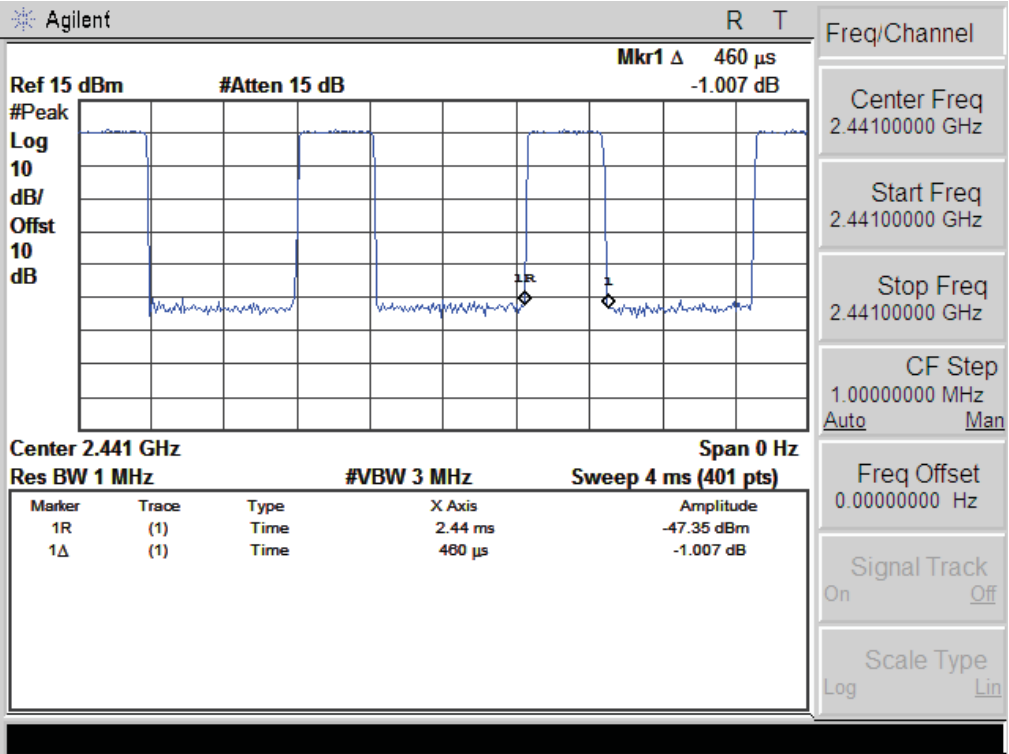 Agilent R T
Mkr1 Δ 460 μs
Ref 15 dBm #Atten 15 dB -1.007 dB
#Peak
Log
10
dB/
Offst
10
dB
1R
1
Center 2.441 GHz Span 0 Hz
Res BW 1 MHz #VBW 3 MHz Sweep 4 ms (401 pts)
Marker Trace Type X Axis Amplitude
1R (1) Time 2.44 ms -47.35 dBm
1Δ (1) Time 460 μs -1.007 dB
Freq/Channel
Center Freq
2.44100000 GHz
Start Freq
2.44100000 GHz
Stop Freq
2.44100000 GHz
CF Step
1.00000000 MHz
Auto Man
Freq Offset
0.00000000 Hz
Signal Track
On Off
Scale Type
Log Lin